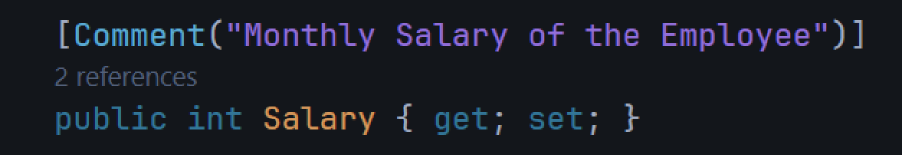 [Comment("Monthly Salary of the Employee")]
2 references
public int Salary { get; set; }